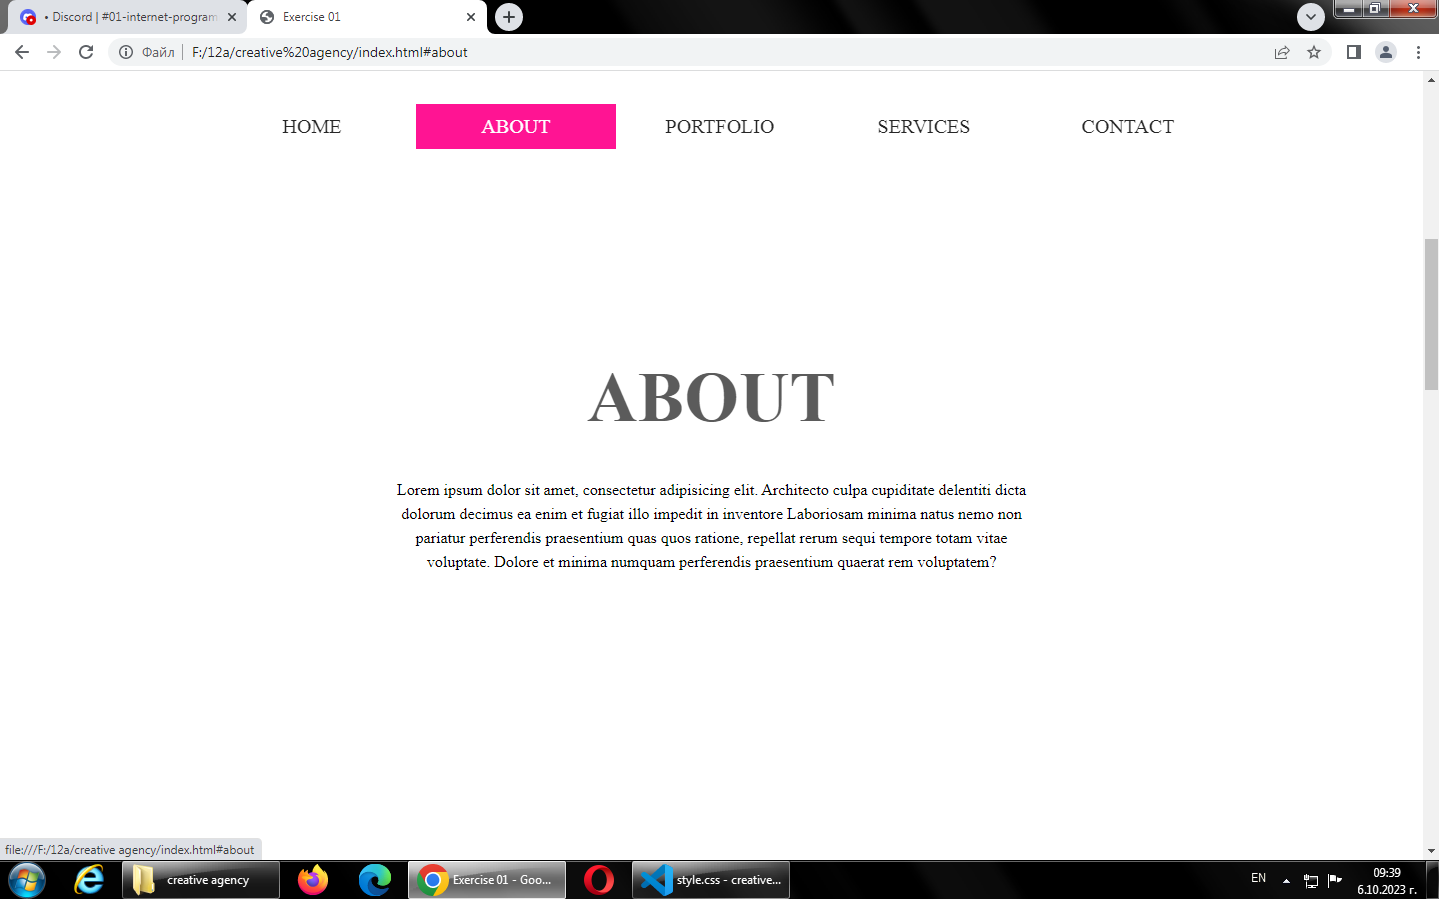 • Discord | #01-internet-program
Exercise 01
Файл
F:/12a/creative%20agency/index.html#about
HOME
ABOUT
PORTFOLIO
SERVICES
CONTACT
ABOUT
Lorem ipsum dolor sit amet, consectetur adipisicing elit. Architecto culpa cupiditate delentiti dicta
dolorum decimus ea enim et fugiat illo impedit in inventore Laboriosam minima natus nemo non
pariatur perferendis praesentium quas quos ratione, repellat rerum sequi tempore totam vitae
voluptate. Dolore et minima numquam perferendis praesentium quaerat rem voluptatem?
file:///F:/12a/creative agency/index.html#about
creative agency
Exercise 01 - Goo...
style.css - creative...
EN
09:39
6.10.2023 г.